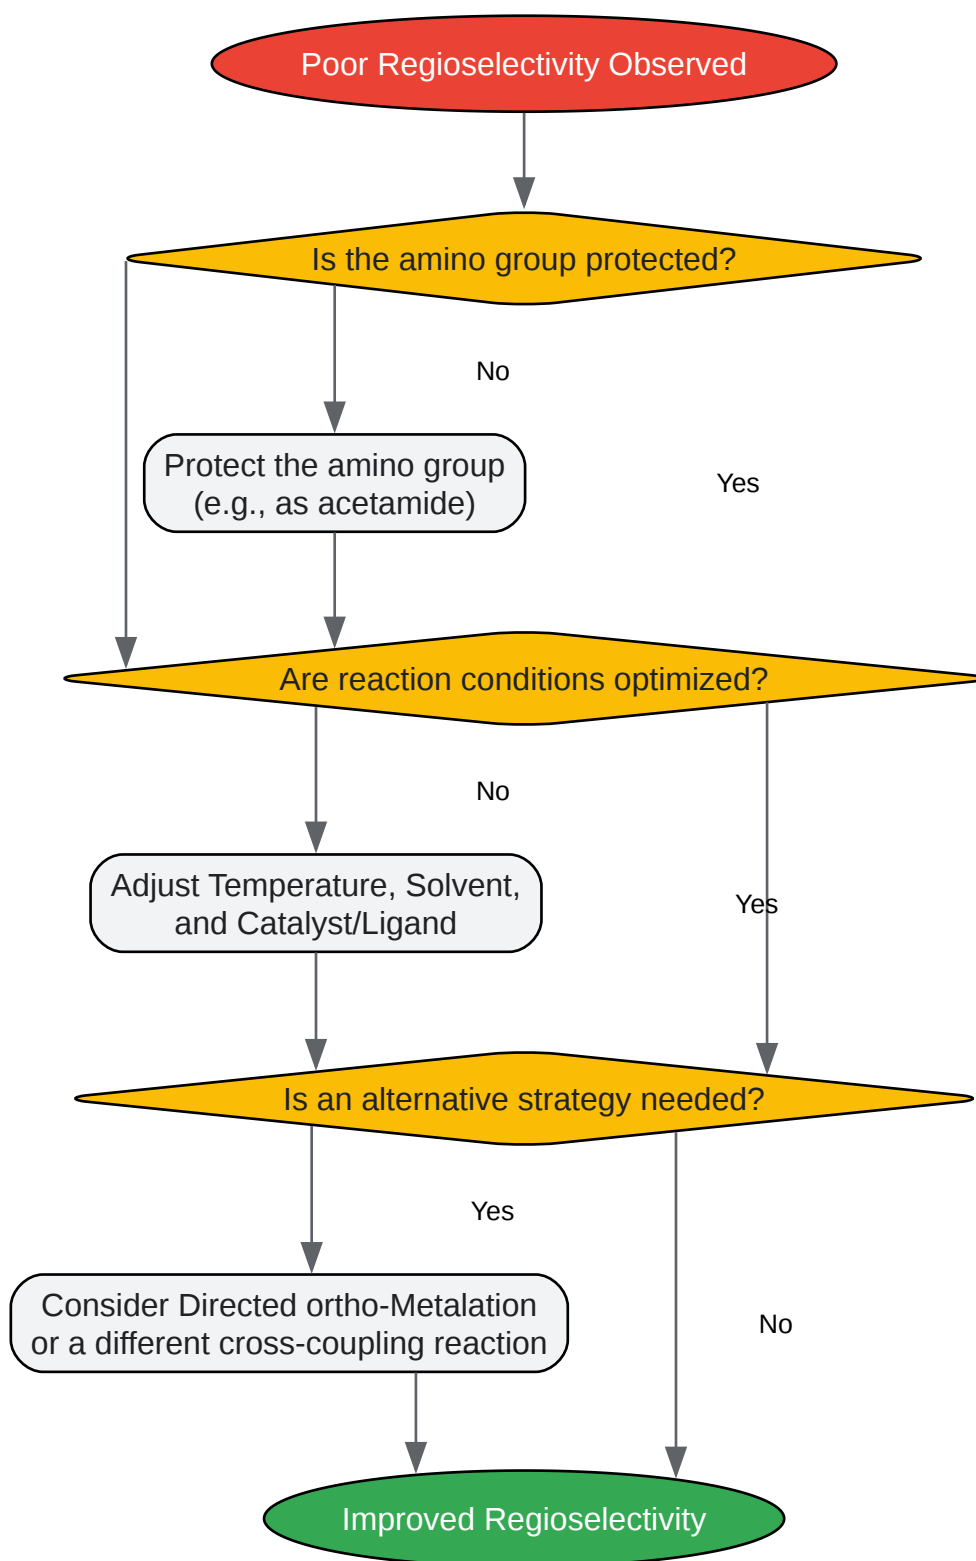 Poor Regioselectivity Observed
Is the amino group protected?
No
Protect the amino group
(e.g., as acetamide)
Yes
Are reaction conditions optimized?
No
Adjust Temperature, Solvent,
and Catalyst/Ligand
Yes
Is an alternative strategy needed?
Yes
Consider Directed ortho-Metalation
or a different cross-coupling reaction
No
Improved Regioselectivity